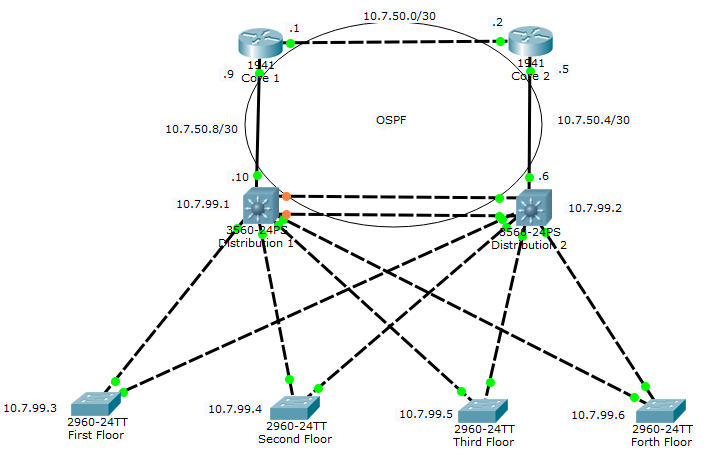 10.7.50.0/30
.1
.2
1941
Core 1
1941
Core 2
.9
.5
10.7.50.8/30
OSPF
10.7.50.4/30
.10
.6
10.7.99.1
10.7.99.2
3560-24PS
Distribution 1
3560-24PS
Distribution 2
10.7.99.3
2960-24TT
First Floor
10.7.99.4
2960-24TT
Second Floor
10.7.99.5
2960-24TT
Third Floor
10.7.99.6
2960-24TT
Forth Floor